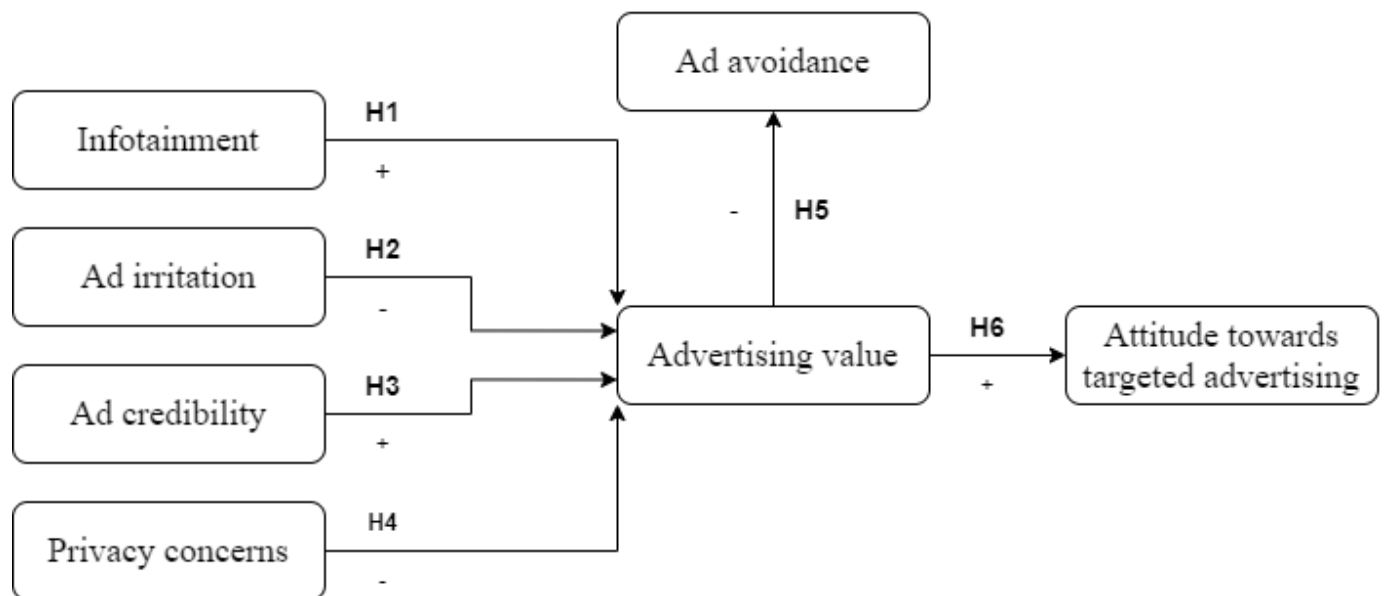 Ad avoidance
Infotainment
H1
+
-
H5
Ad irritation
H2
-
Advertising value
H6
+
Attitude towards
targeted advertising
Ad credibility
H3
+
Privacy concerns
H4
-